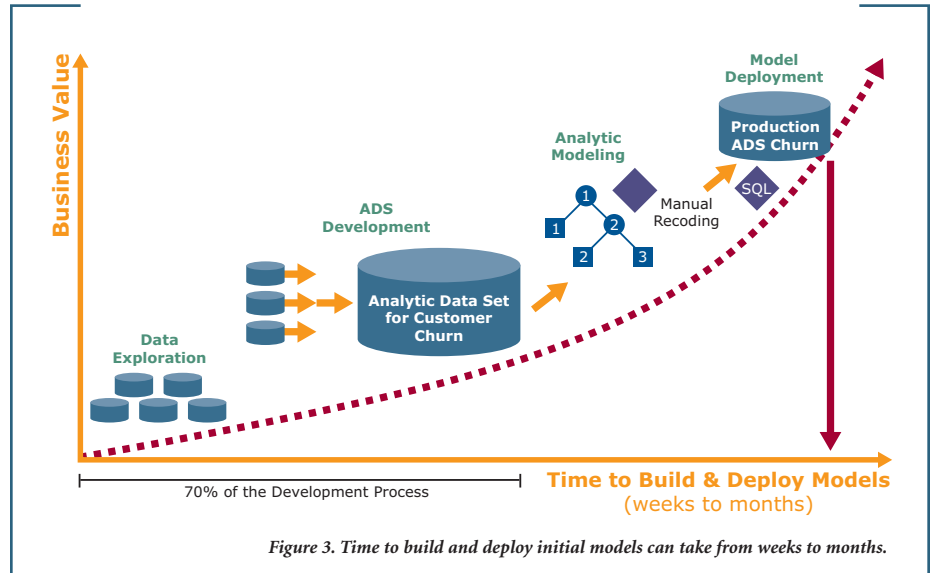 Business Value
Model
Deployment
Production
ADS Churn
Analytic
Modeling
SQL
Manual
Recoding
1
1
2
2
3
ADS
Development
Analytic Data Set
for Customer
Churn
Data
Exploration
70% of the Development Process
Time to Build & Deploy Models
(weeks to months)
Figure 3. Time to build and deploy initial models can take from weeks to months.